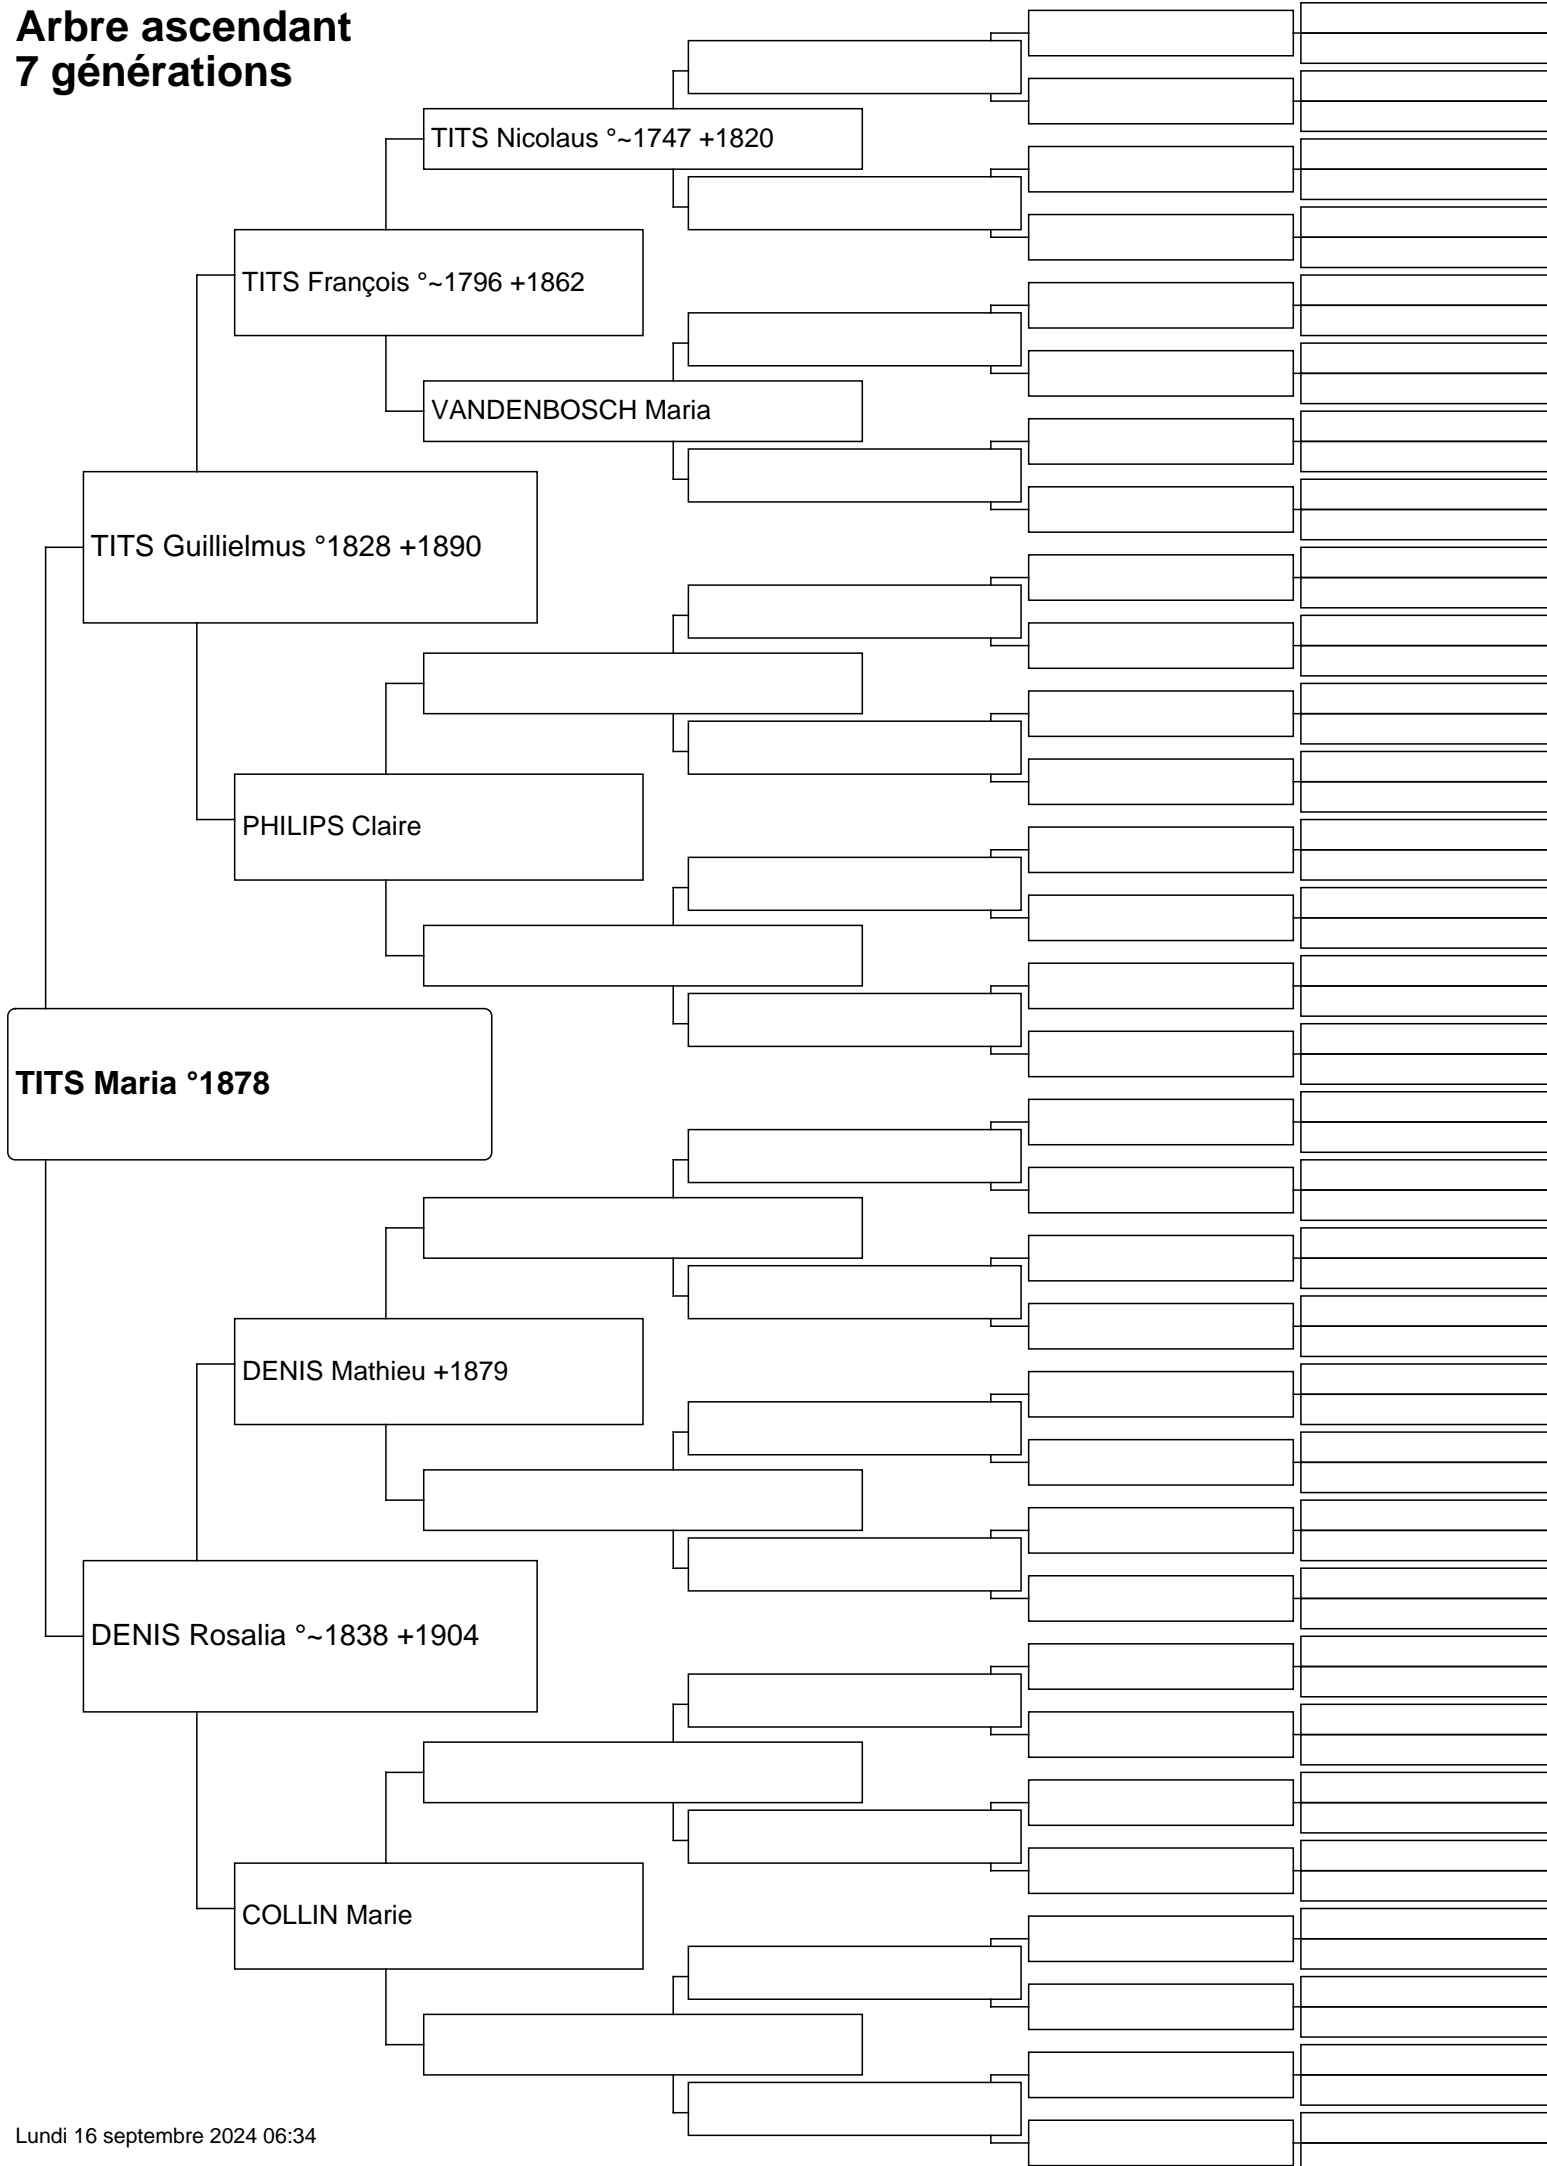 Arbre ascendant
7 générations
TITS Nicolaus °~1747 +1820
TITS François °~1796 +1862
VANDENBOSCH Maria
TITS Guillielmus °1828 +1890
PHILIPS Claire
TITS Maria °1878
DENIS Mathieu +1879
DENIS Rosalia °~1838 +1904
COLLIN Marie
Lundi 16 septembre 2024 06:34